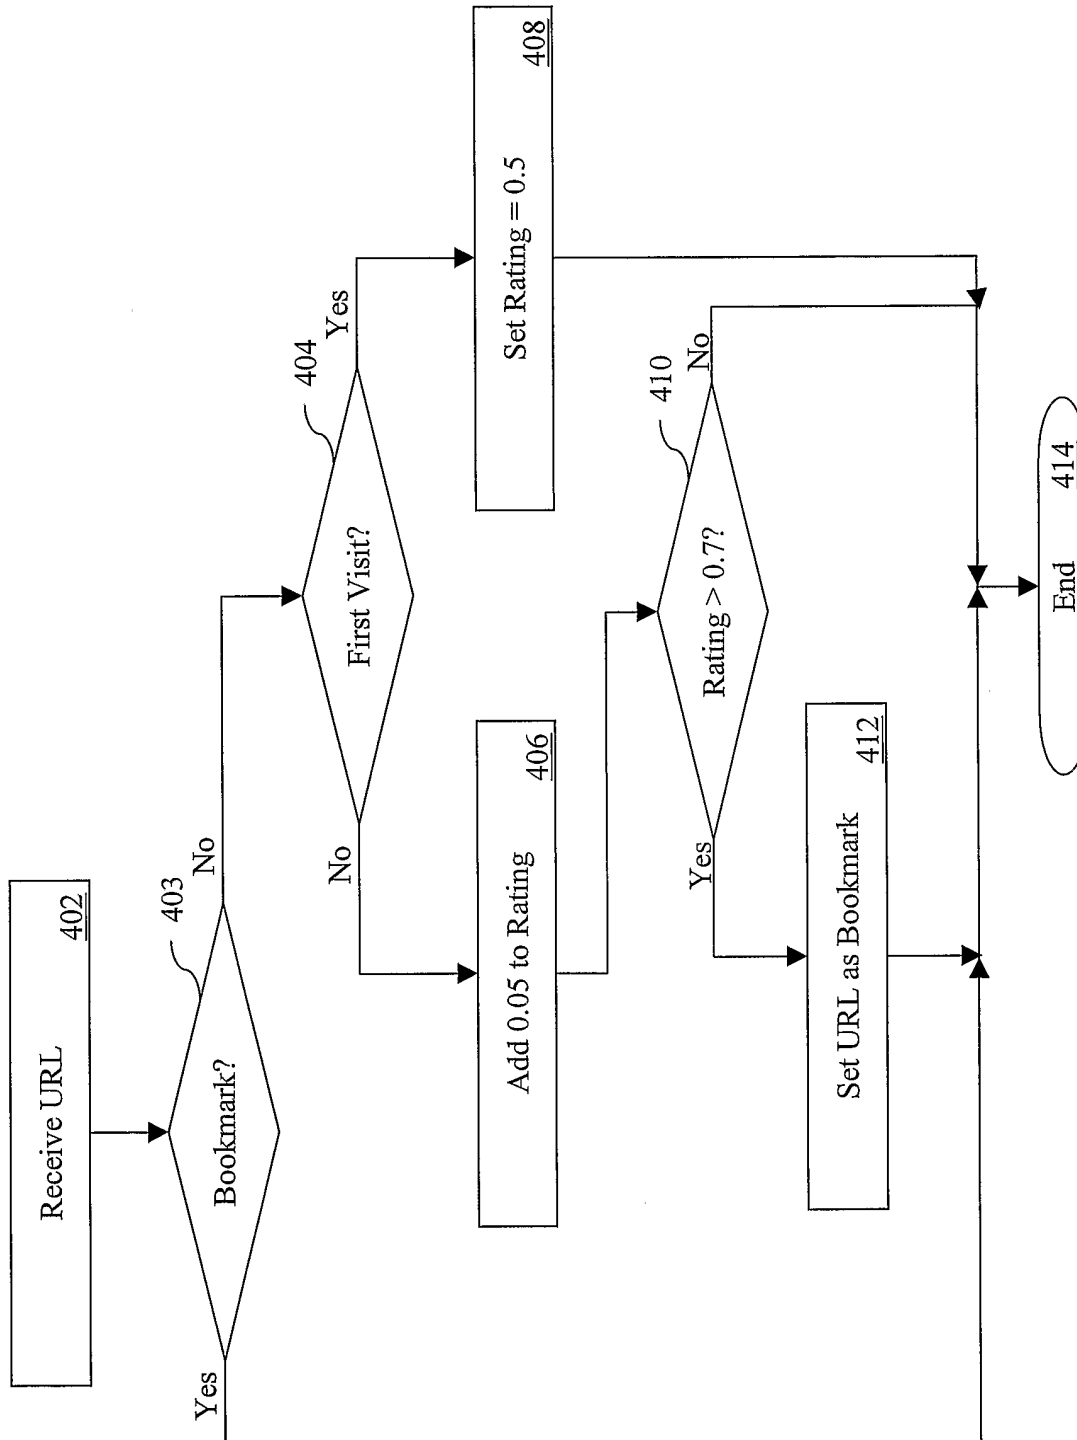 Receive URL
402
403
Bookmark?
Yes
No
404
First Visit?
No
Yes
Add 0.05 to Rating
406
Set Rating = 0.5
408
410
Rating > 0.7?
Yes
No
Set URL as Bookmark
412
End
414